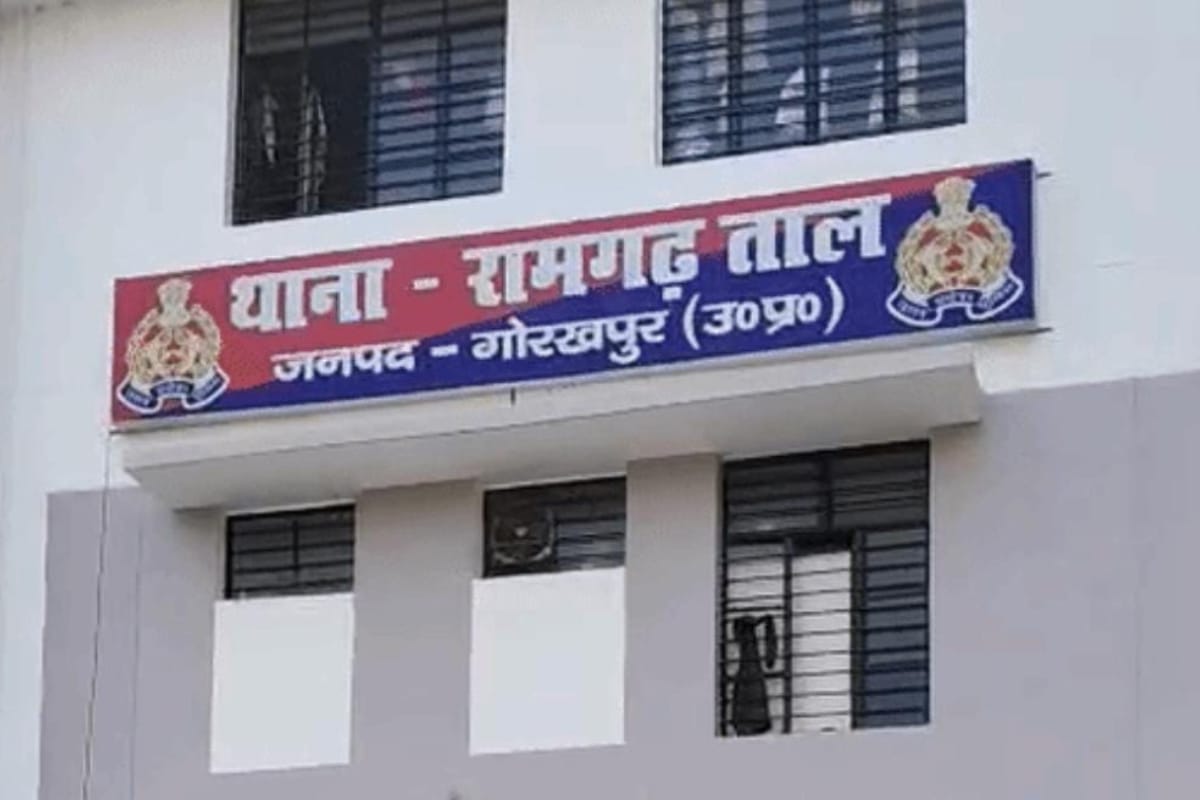 थाना - रामगढ़ ताल
जनपद - गोरखपुर (उ०प्र०)